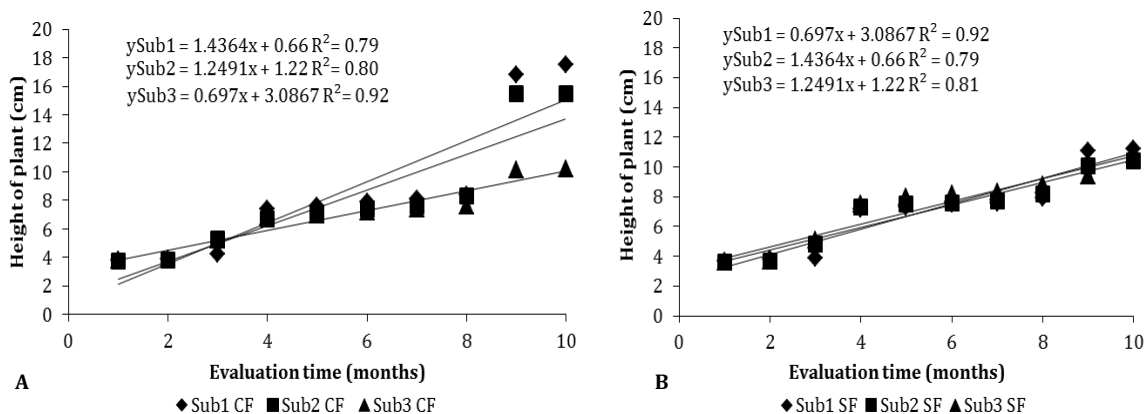 ySub1 = 1.4364x + 0.66 R² = 0.79
ySub2 = 1.2491x + 1.22 R² = 0.80
ySub3 = 0.697x + 3.0867 R² = 0.92
Height of plant (cm)
20
18
16
14
12
10
8
6
4
2
0
0 2 4 6 8 10
Evaluation time (months)
A
◆ Sub1 CF ■ Sub2 CF ▲ Sub3 CF
ySub1 = 0.697x + 3.0867 R² = 0.92
ySub2 = 1.4364x + 0.66 R² = 0.79
ySub3 = 1.2491x + 1.22 R² = 0.81
Height of plant (cm)
20
18
16
14
12
10
8
6
4
2
0
0 2 4 6 8 10
Evaluation time (months)
B
◆ Sub1 SF ■ Sub2 SF ▲ Sub3 SF